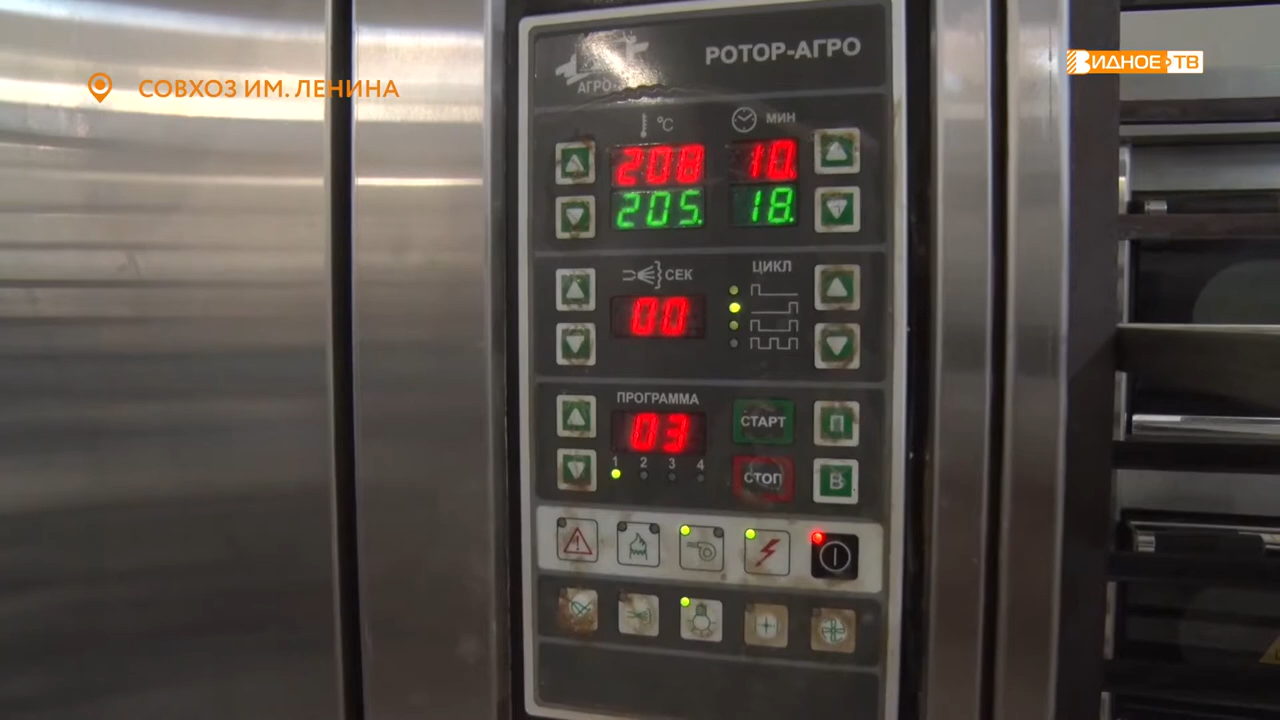 СОВХОЗ ИМ. ЛЕНИНА
ВИДНОЕ ТВ
АГРО
РОТОР-АГРО
°C
МИН
208
10.
205.
18.
СЕК
ЦИКЛ
00
ПРОГРАММА
03
СТАРТ
П
1 2 3 4
СТОП
В